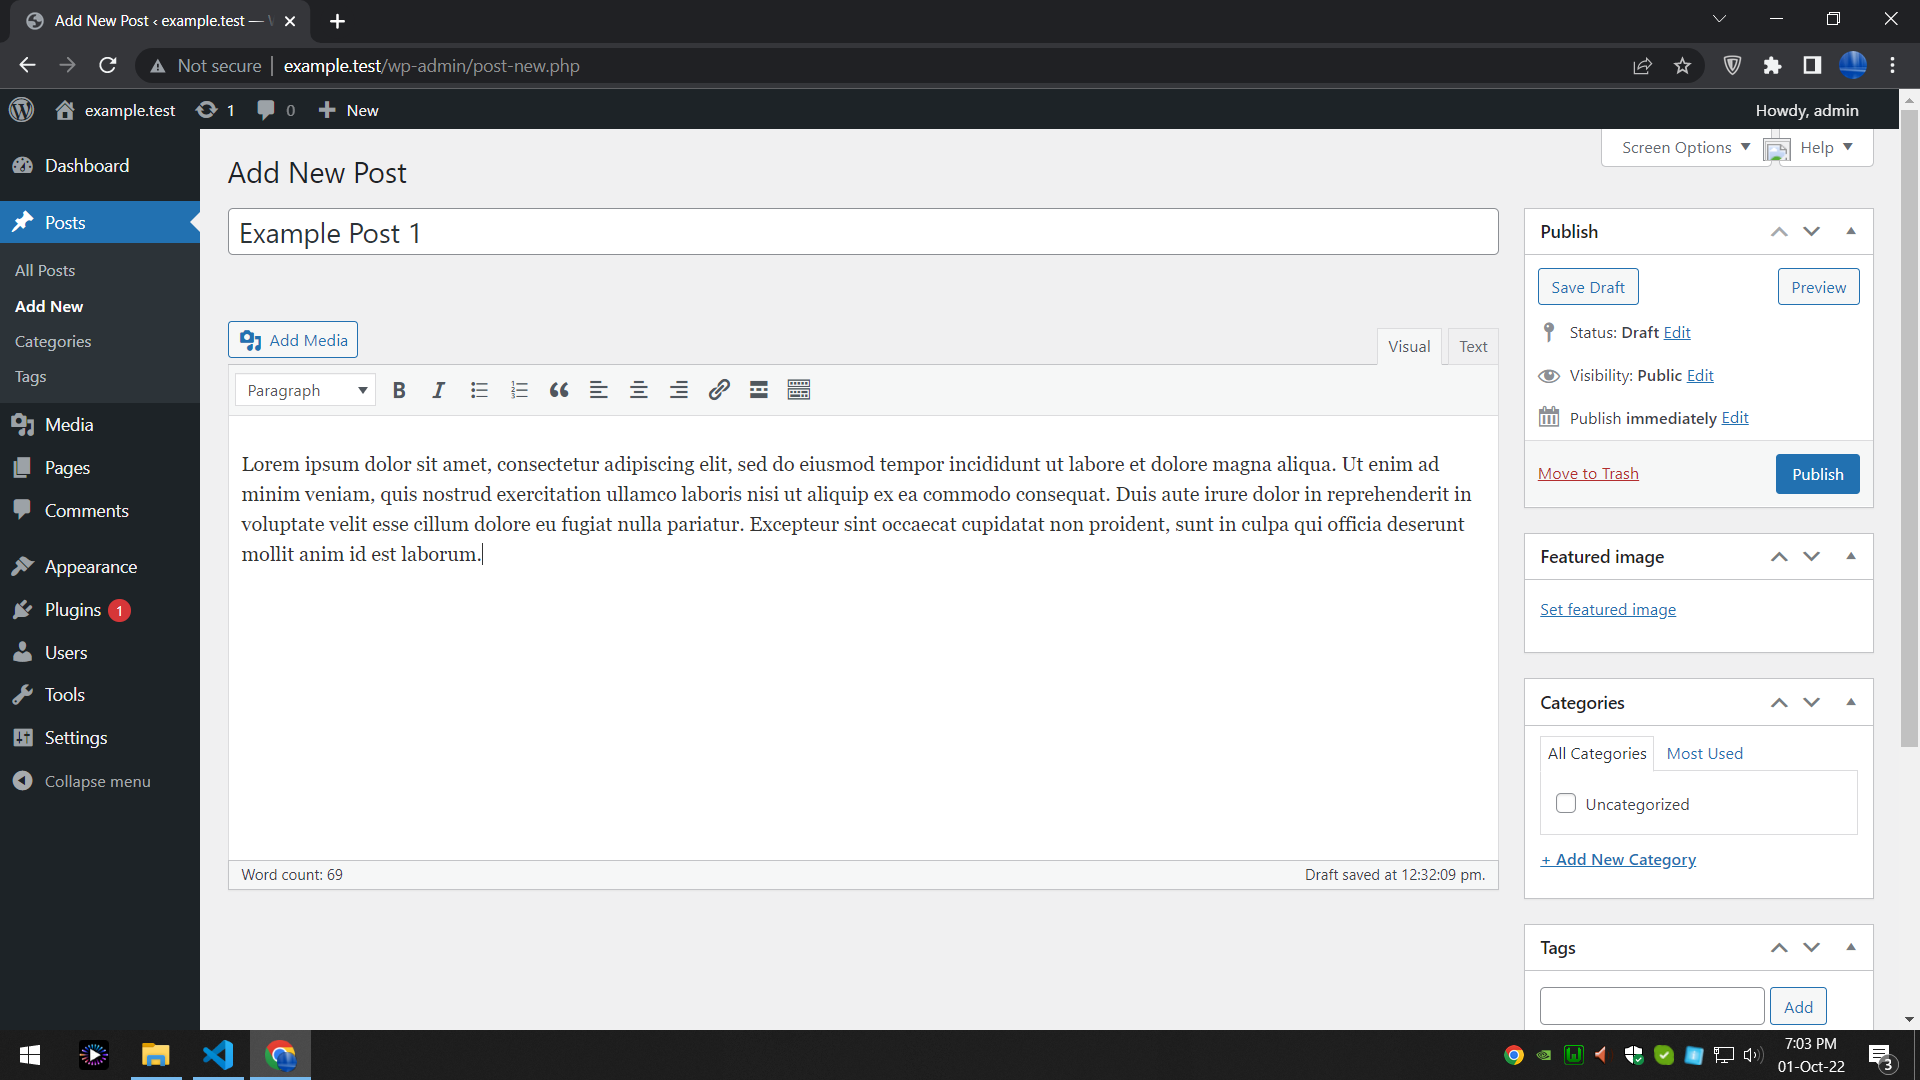 Add New Post ‹ example.test —
Not secure
example.test/wp-admin/post-new.php
example.test
1
0
New
Howdy, admin
Dashboard
Posts
All Posts
Add New
Categories
Tags
Media
Pages
Comments
Appearance
Plugins 1
Users
Tools
Settings
Collapse menu
Screen Options
Help
Add New Post
Example Post 1
Add Media
Visual
Text
Paragraph
Lorem ipsum dolor sit amet, consectetur adipiscing elit, sed do eiusmod tempor incididunt ut labore et dolore magna aliqua. Ut enim ad
minim veniam, quis nostrud exercitation ullamco laboris nisi ut aliquip ex ea commodo consequat. Duis aute irure dolor in reprehenderit in
voluptate velit esse cillum dolore eu fugiat nulla pariatur. Excepteur sint occaecat cupidatat non proident, sunt in culpa qui officia deserunt
mollit anim id est laborum.
Word count: 69
Draft saved at 12:32:09 pm.
Publish
Save Draft
Preview
Status: Draft Edit
Visibility: Public Edit
Publish immediately Edit
Move to Trash
Publish
Featured image
Set featured image
Categories
All Categories
Most Used
Uncategorized
+ Add New Category
Tags
Add
7:03 PM
01-Oct-22
3